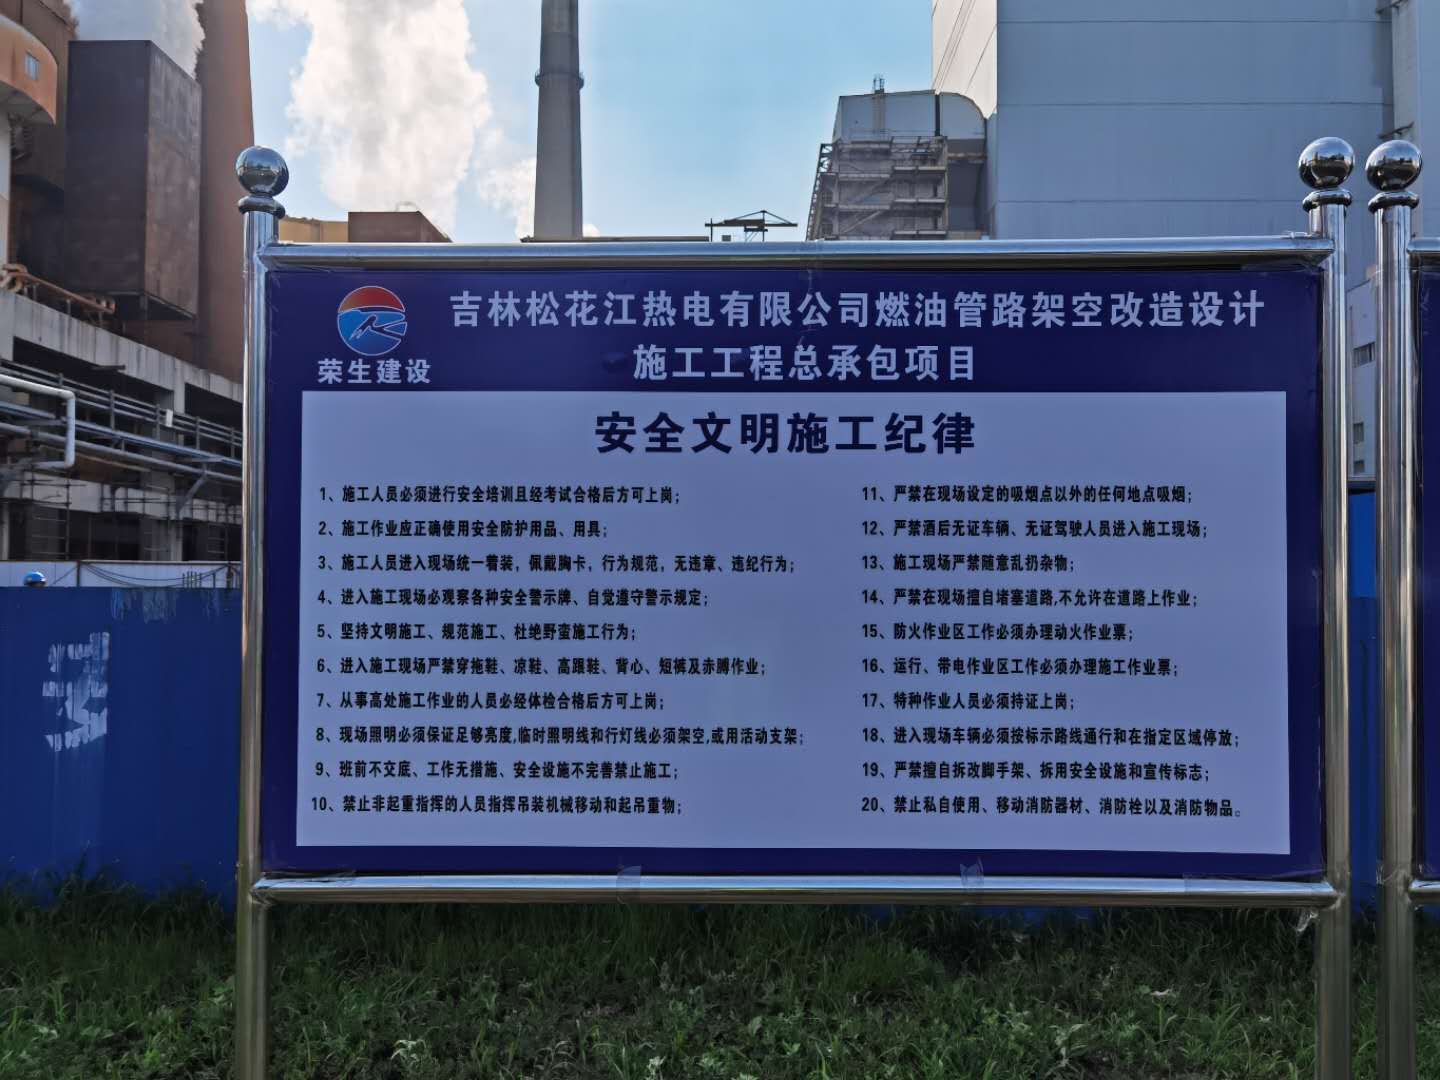 吉林松花江热电有限公司燃油管路架空改造设计
施工工程总承包项目
荣生建设
安全文明施工纪律
1、施工人员必须进行安全培训且经考试合格后方可上岗；
2、施工作业应正确使用安全防护用品、用具；
3、施工人员进入现场统一着装，佩戴胸卡，行为规范，无违章、违纪行为；
4、进入施工现场必观察各种安全警示牌、自觉遵守警示规定；
5、坚持文明施工、规范施工、杜绝野蛮施工行为；
6、进入施工现场严禁穿拖鞋、凉鞋、高跟鞋、背心、短裤及赤膊作业；
7、从事高处施工作业的人员必经体检合格后方可上岗；
8、现场照明必须保证足够亮度,临时照明线和行灯线必须架空,或用活动支架；
9、班前不交底、工作无措施、安全设施不完善禁止施工；
10、禁止非起重指挥的人员指挥吊装机械移动和起吊重物；
11、严禁在现场设定的吸烟点以外的任何地点吸烟；
12、严禁酒后无证车辆、无证驾驶人员进入施工现场；
13、施工现场严禁随意乱扔杂物；
14、严禁在现场擅自堵塞道路,不允许在道路上作业；
15、防火作业区工作必须办理动火作业票；
16、运行、带电作业区工作必须办理施工作业票；
17、特种作业人员必须持证上岗；
18、进入现场车辆必须按标示路线通行和在指定区域停放；
19、严禁擅自拆改脚手架、拆用安全设施和宣传标志；
20、禁止私自使用、移动消防器材、消防栓以及消防物品。